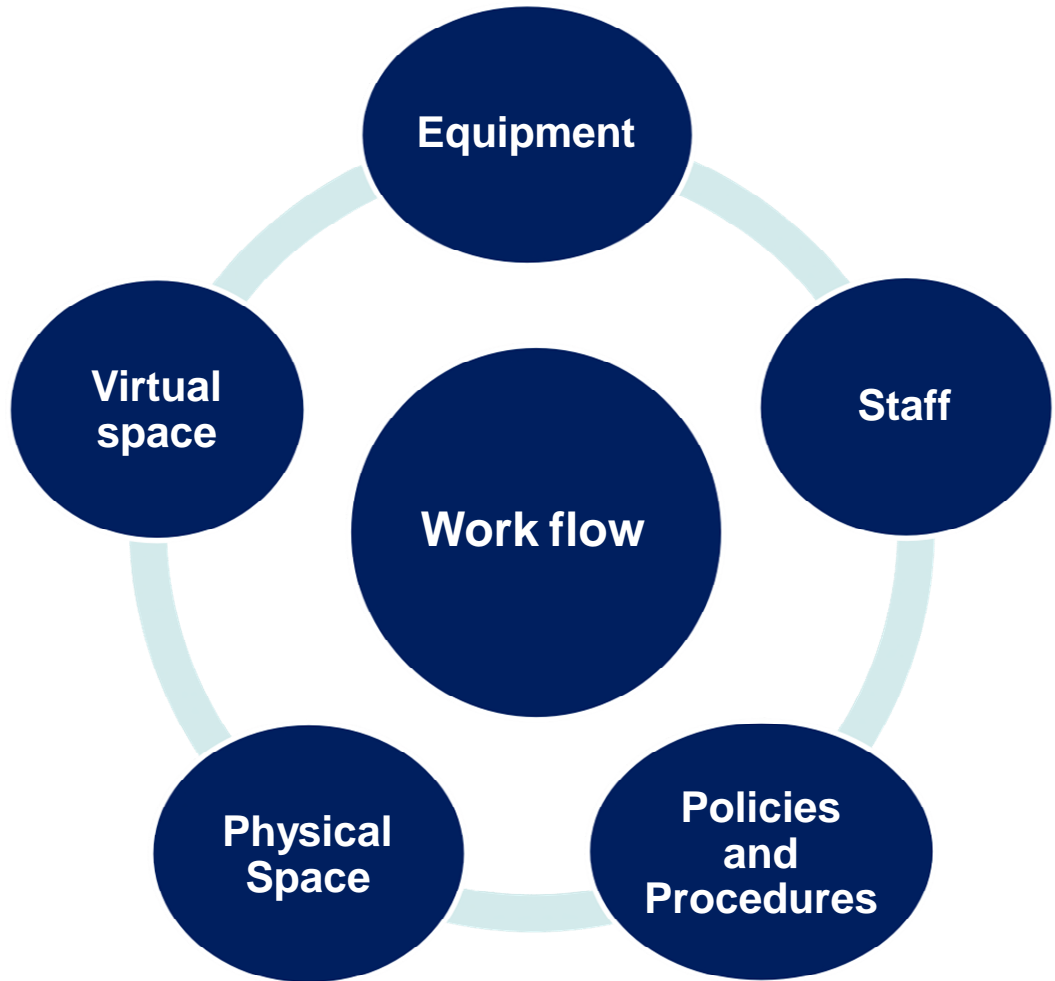 Equipment
Staff
Virtual
space
Work flow
Policies
and
Procedures
Physical
Space